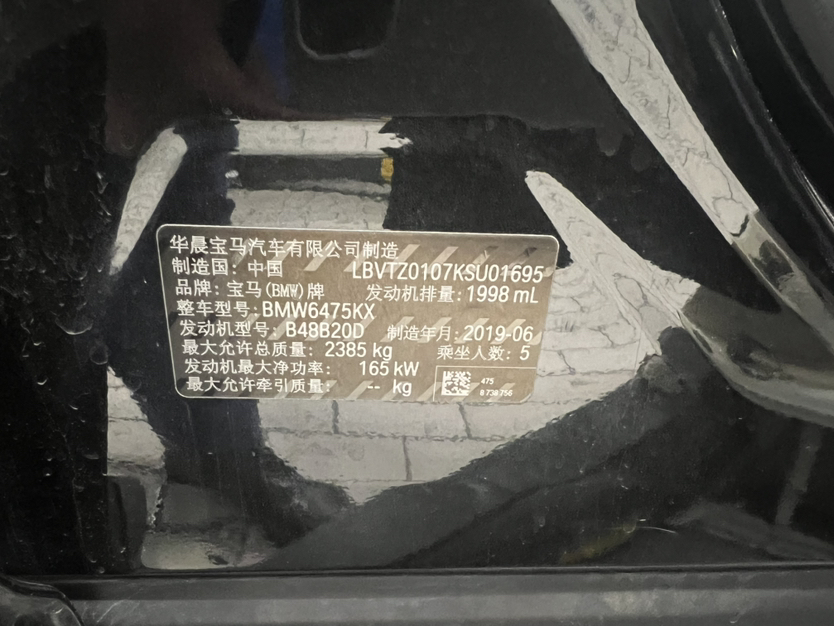 华晨宝马汽车有限公司制造
制造国：中国 LBVTZ0107KSU01695
品牌：宝马(BMW)牌 发动机排量：1998 mL
整车型号：BMW6475KX
发动机型号：B48B20D 制造年月：2019-06
最大允许总质量：2385 kg 乘坐人数：5
发动机最大净功率：165 kW
最大允许牵引质量：-- kg
475
8 738 756